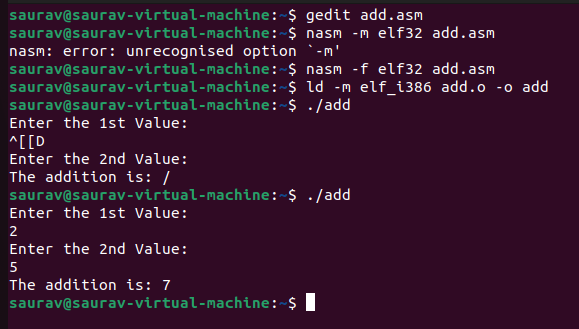 saurav@saurav-virtual-machine:~$ gedit add.asm
saurav@saurav-virtual-machine:~$ nasm -m elf32 add.asm
nasm: error: unrecognised option `-m'
saurav@saurav-virtual-machine:~$ nasm -f elf32 add.asm
saurav@saurav-virtual-machine:~$ ld -m elf_i386 add.o -o add
saurav@saurav-virtual-machine:~$ ./add
Enter the 1st Value:
^[[D
Enter the 2nd Value:
The addition is: /
saurav@saurav-virtual-machine:~$ ./add
Enter the 1st Value:
2
Enter the 2nd Value:
5
The addition is: 7
saurav@saurav-virtual-machine:~$